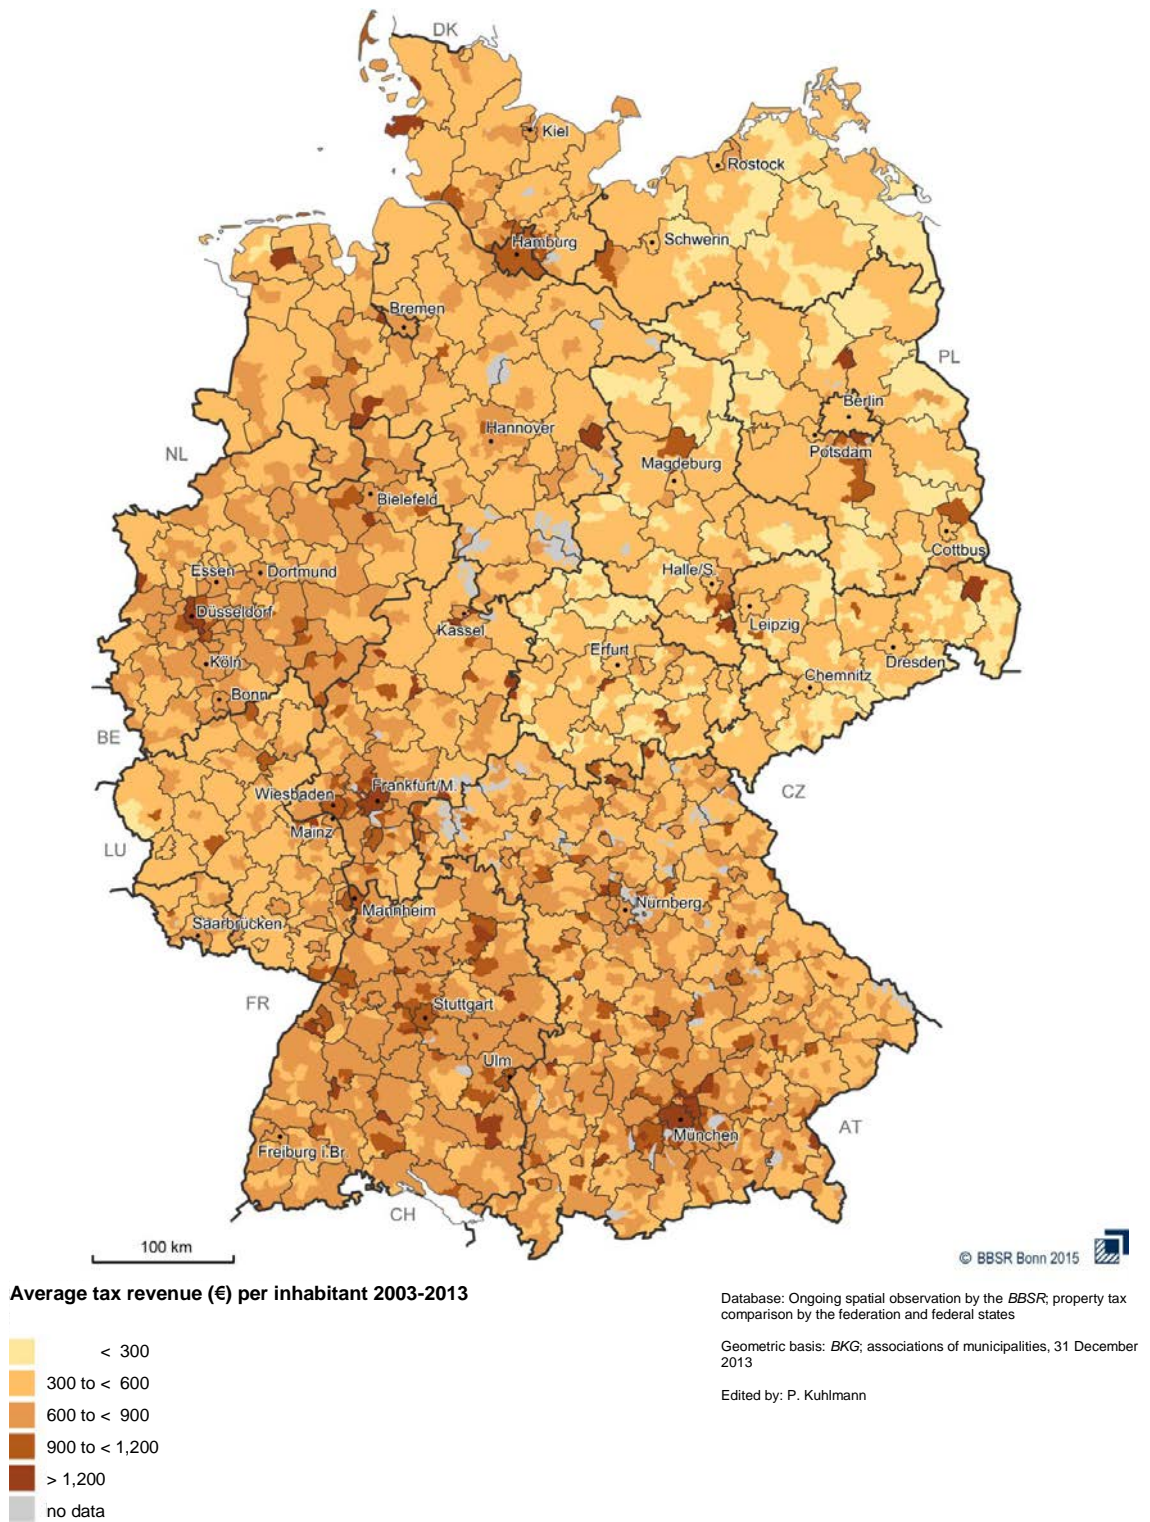 DK
Kiel
Rostock
Schwerin
Hamburg
Bremen
PL
Berlin
Hannover
NL
Potsdam
Magdeburg
Bielefeld
Cottbus
Essen
Dortmund
Halle/S.
Düsseldorf
Leipzig
Kassel
Erfurt
Köln
Dresden
Chemnitz
Bonn
BE
Frankfurt/M.
CZ
Wiesbaden
Mainz
LU
Nürnberg
Mannheim
Saarbrücken
FR
Stuttgart
Ulm
AT
München
Freiburg i.Br.
CH
100 km
© BBSR Bonn 2015
Average tax revenue (€) per inhabitant 2003-2013
< 300
300 to < 600
600 to < 900
900 to < 1,200
> 1,200
no data
Database: Ongoing spatial observation by the BBSR; property tax
comparison by the federation and federal states
Geometric basis: BKG; associations of municipalities, 31 December
2013
Edited by: P. Kuhlmann